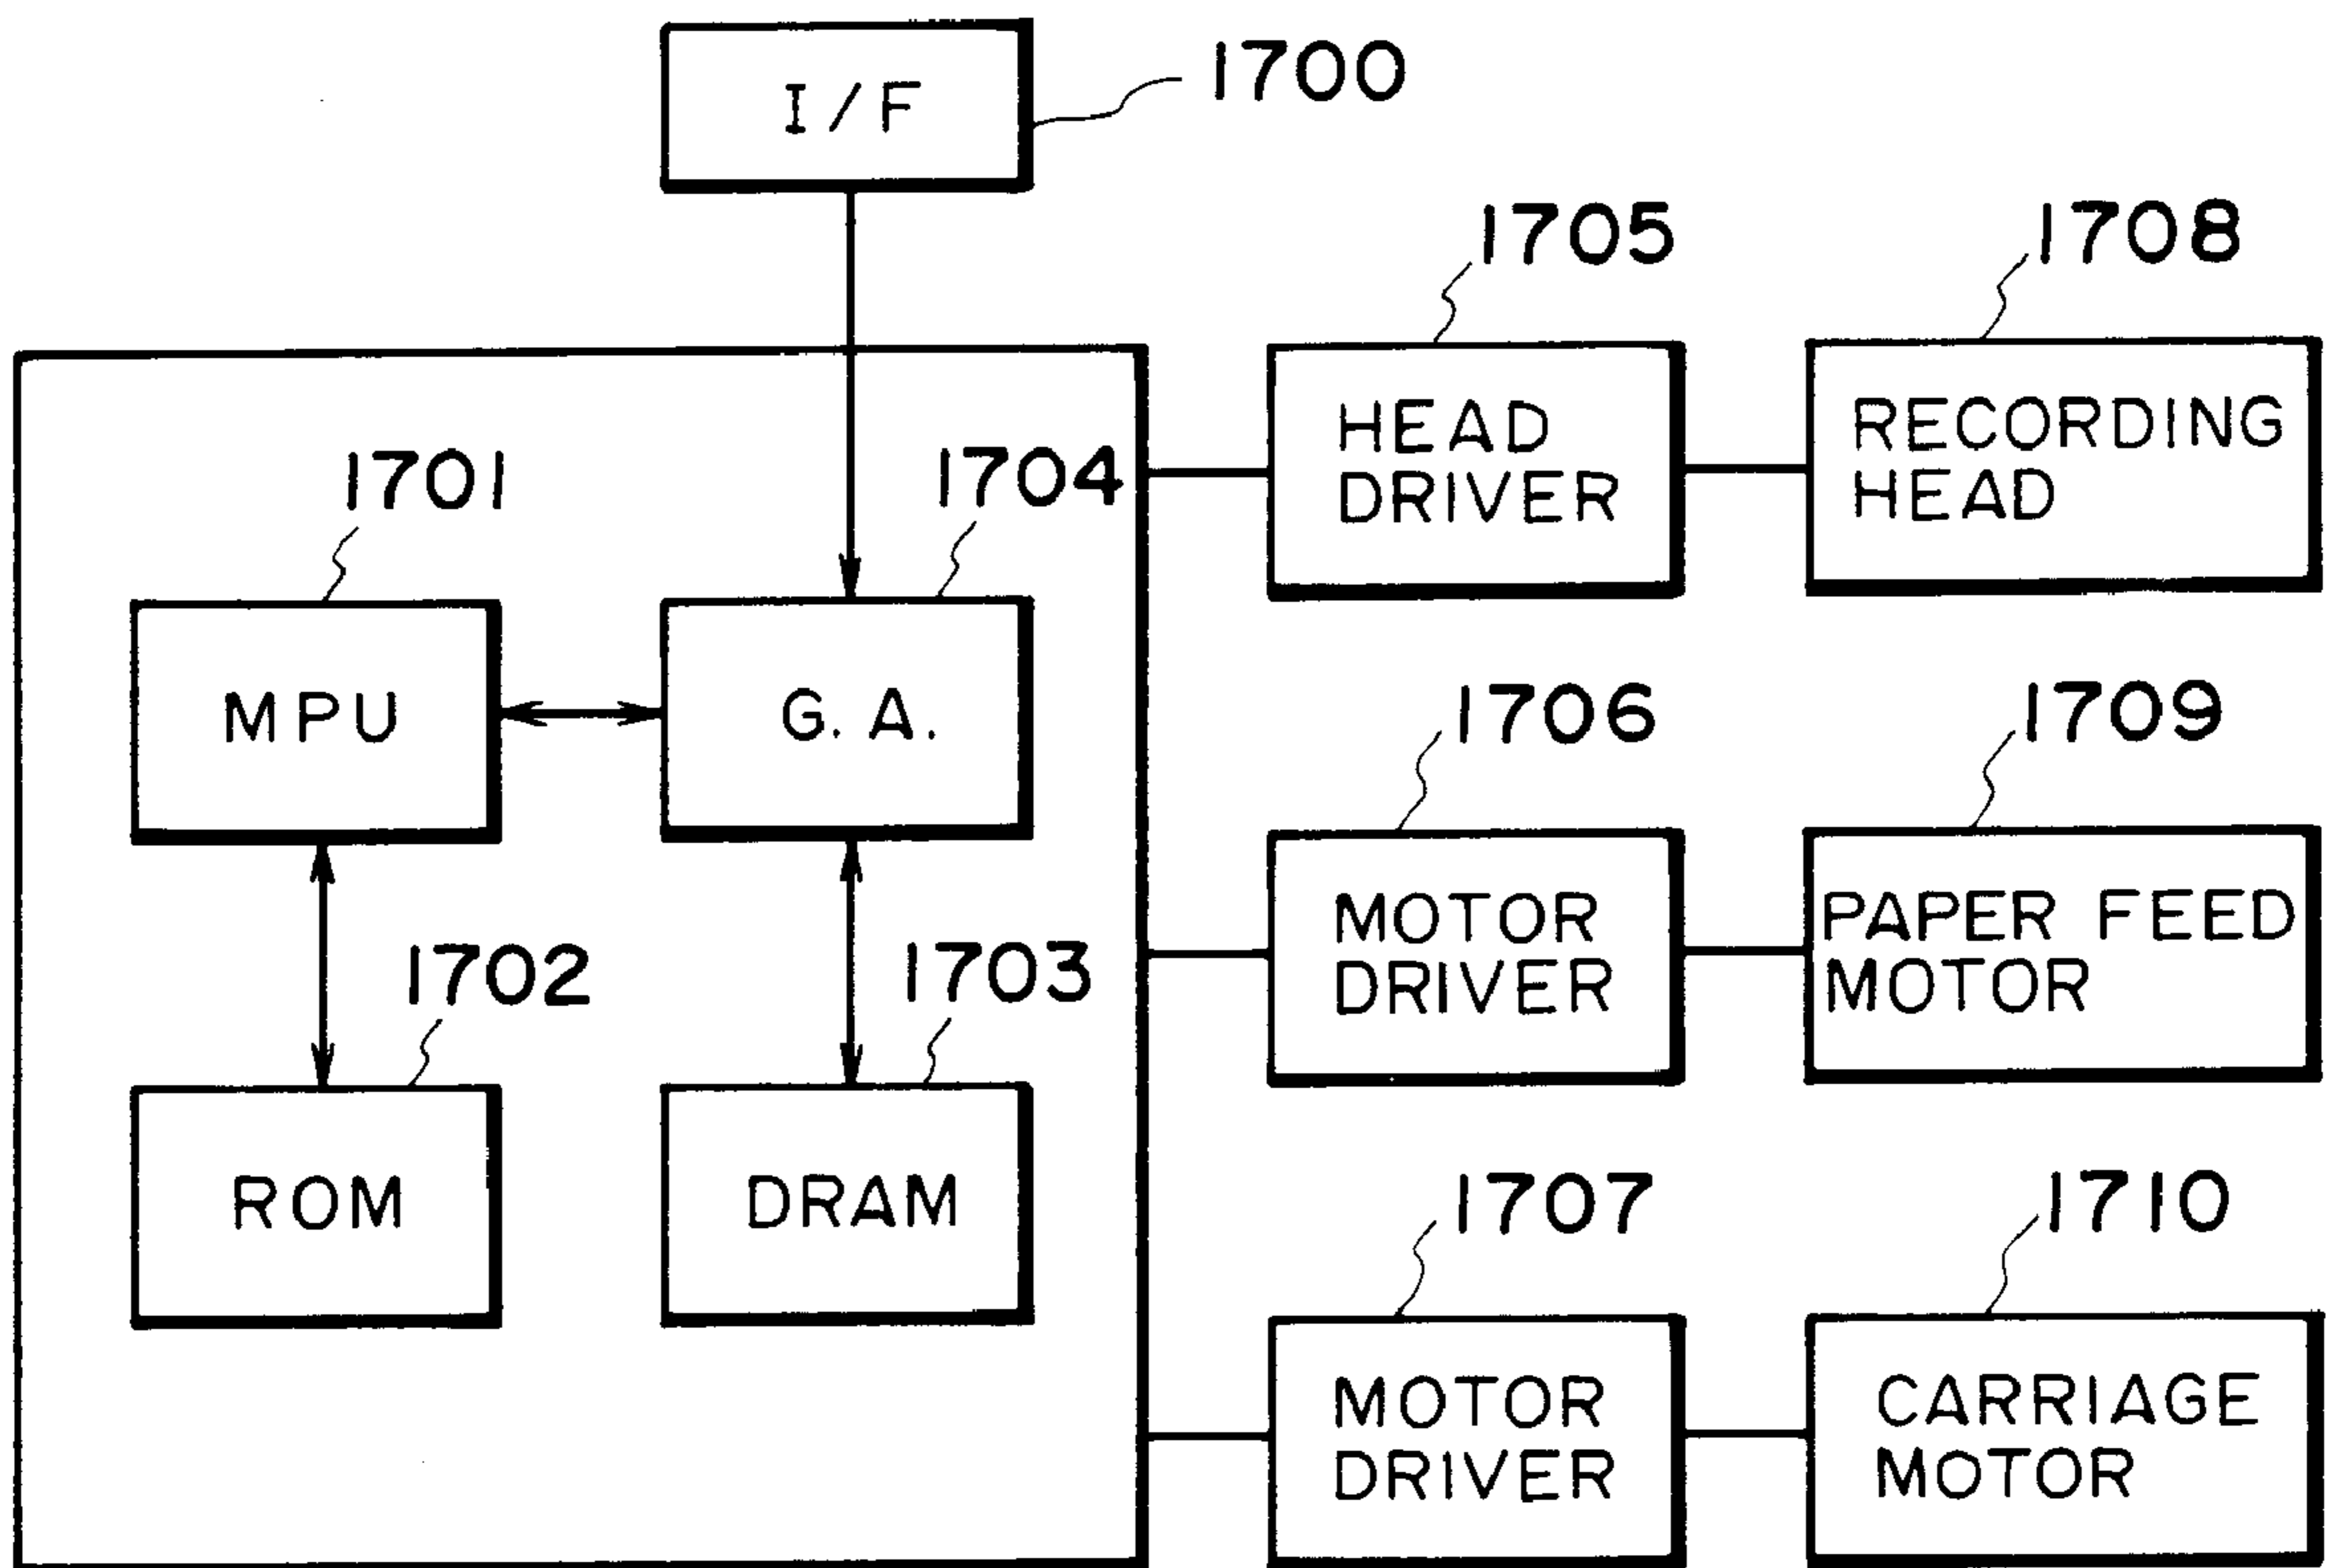 I/F
1700
1705
1708
HEAD
DRIVER
RECORDING
HEAD
1701
1704
MPU
G. A.
1706
1709
MOTOR
DRIVER
PAPER FEED
MOTOR
1702
1703
ROM
DRAM
1707
1710
MOTOR
DRIVER
CARRIAGE
MOTOR